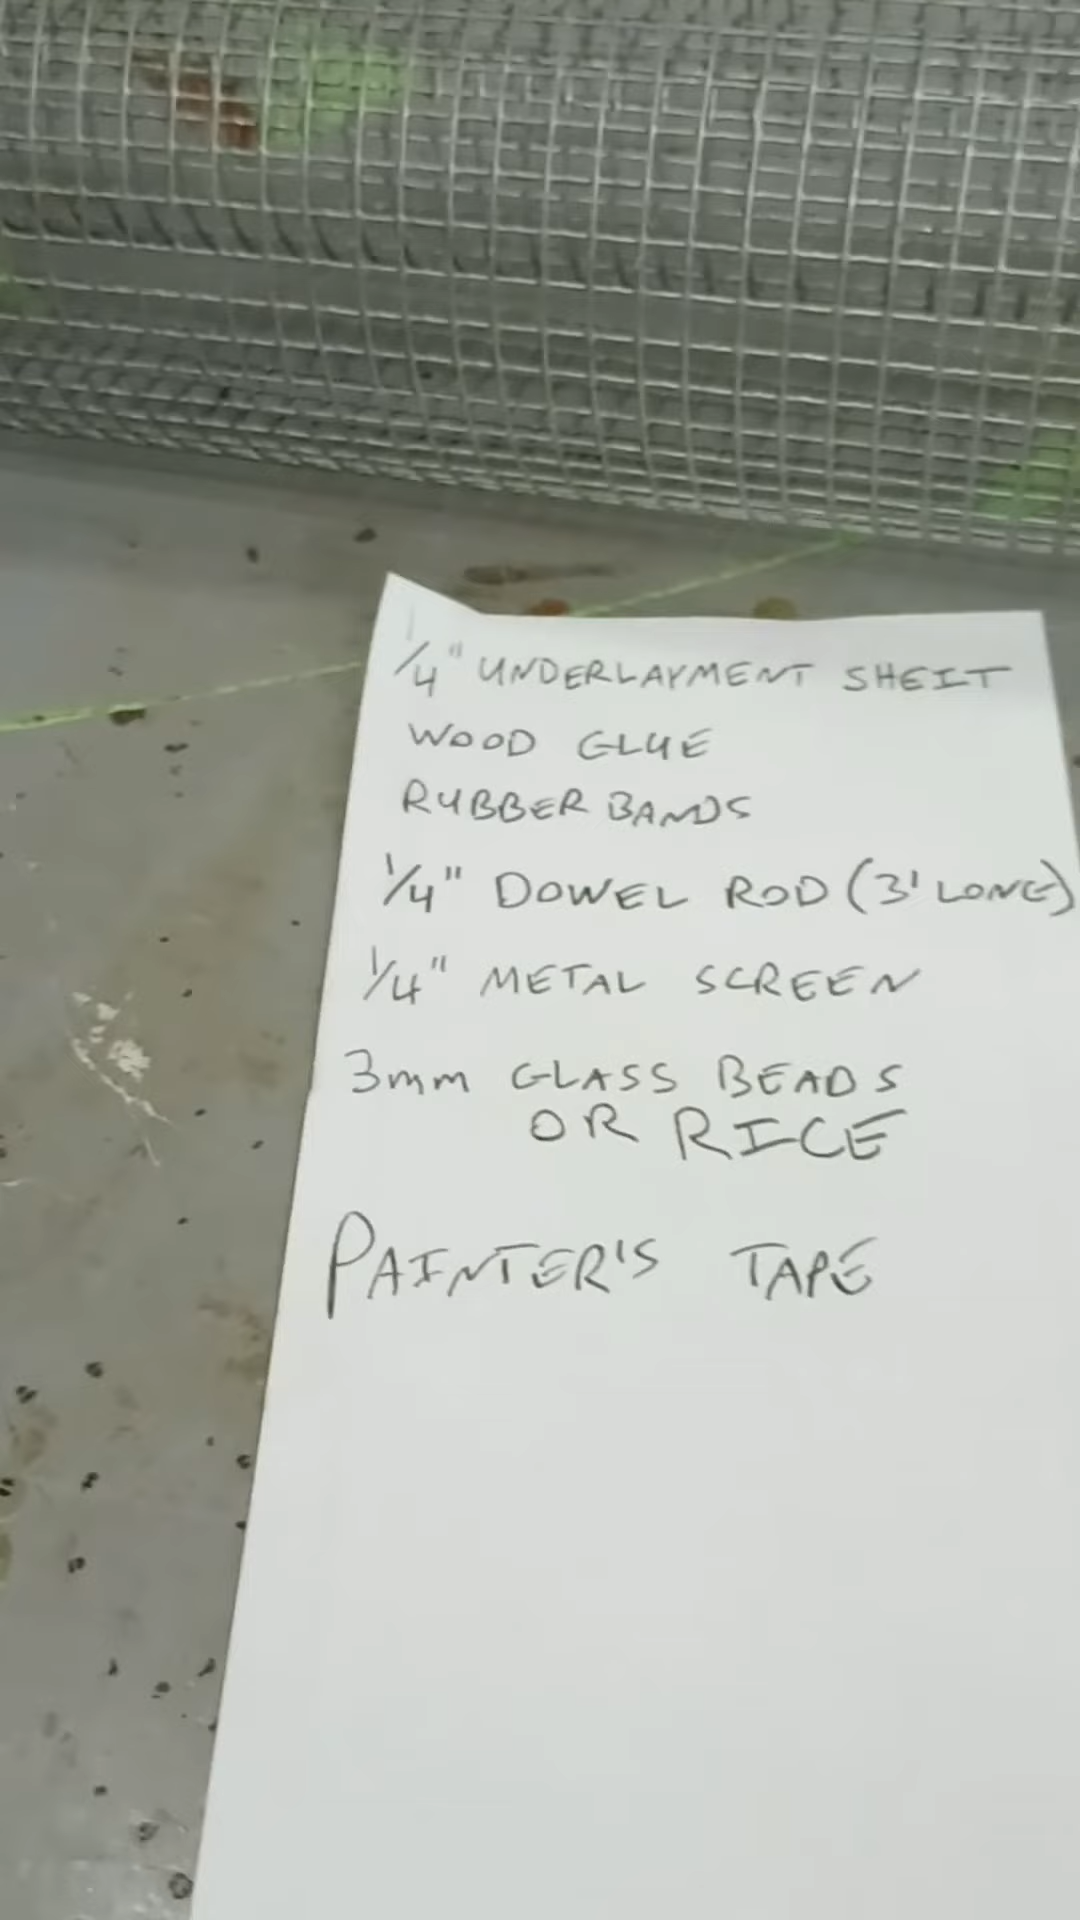 1/4" UNDERLAYMENT SHEIT
WOOD GLUE
RUBBER BANDS
1/4" DOWEL ROD (3' LONG)
1/4" METAL SCREEN
3mm GLASS BEADS
OR RICE
PAINTER'S TAPE